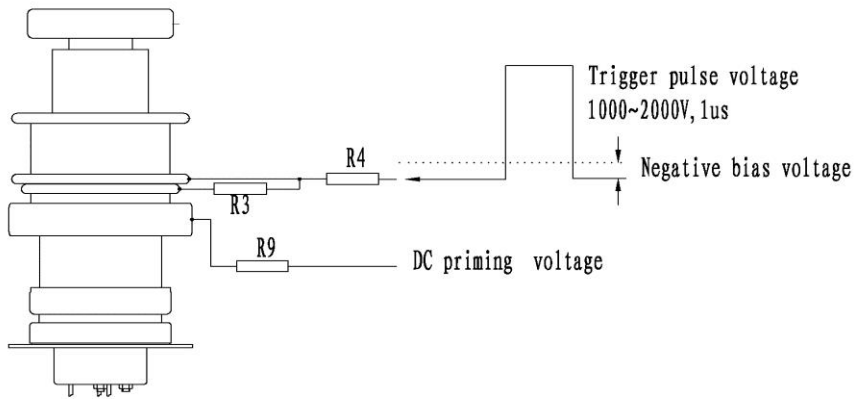 Trigger pulse voltage
1000~2000V,1us
R4
Negative bias voltage
R3
R9
DC priming voltage